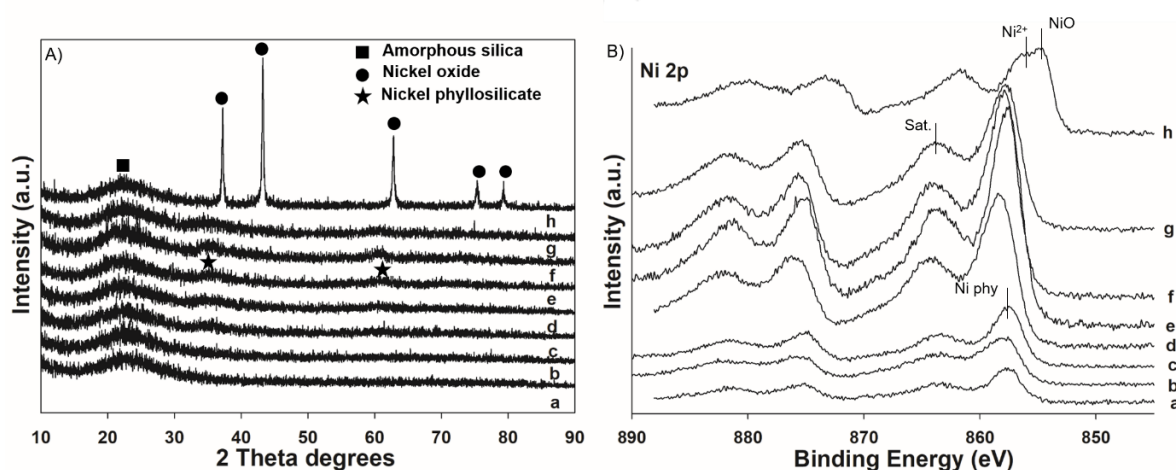 A)
Amorphous silica
Nickel oxide
Nickel phyllosilicate
Intensity (a.u.)
h
g
f
e
d
c
b
a
10 20 30 40 50 60 70 80 90
2 Theta degrees
B)
Ni 2p
Ni²⁺
NiO
Sat.
Ni phy
Intensity (a.u.)
h
g
f
e
d
c
b
a
890 880 870 860 850
Binding Energy (eV)